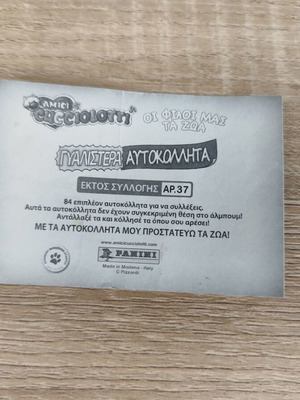 AMICI
CUCCIOLOTTI
ΟΙ ΦΙΛΟΙ ΜΑΣ
ΤΑ ΖΩΑ
ΓΥΑΛΙΣΤΕΡΑ ΑΥΤΟΚΟΛΛΗΤΑ
ΕΚΤΟΣ ΣΥΛΛΟΓΗΣ ΑΡ.37
84 επιπλέον αυτοκόλλητα για να συλλέξεις.
Αυτά τα αυτοκόλλητα δεν έχουν συγκεκριμένη θέση στο άλμπουμ!
Αντάλλαξέ τα και κόλλησέ τα όπου σου αρέσει!
ΜΕ ΤΑ ΑΥΤΟΚΟΛΛΗΤΑ ΜΟΥ ΠΡΟΣΤΑΤΕΥΩ ΤΑ ΖΩΑ!
www.amicicucciolotti.com
PANINI
Made in Modena - Italy
© Pizzardi